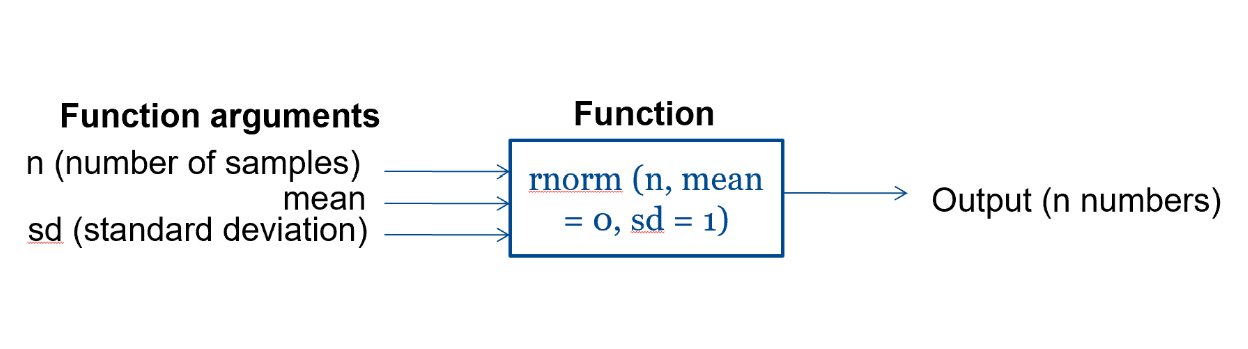 Function arguments
n (number of samples)
mean
sd (standard deviation)
Function
rnorm (n, mean
= 0, sd = 1)
Output (n numbers)